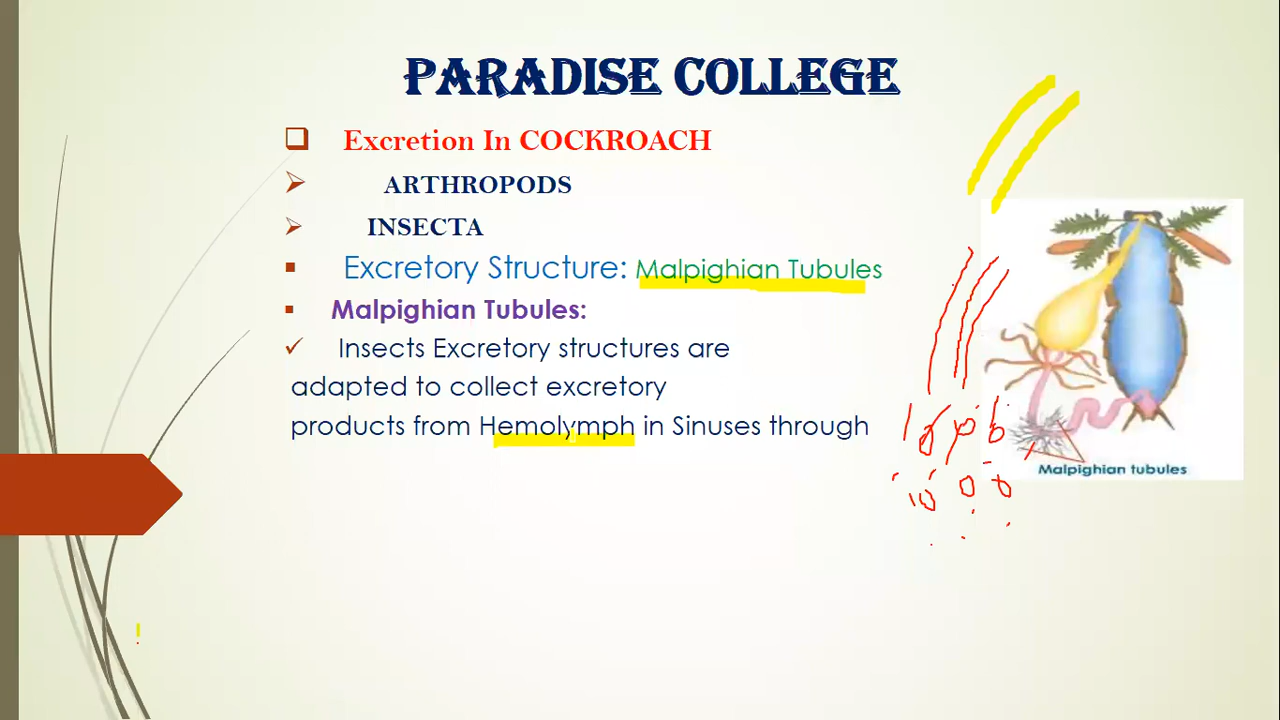 PARADISE COLLEGE
Excretion In COCKROACH
ARTHROPODS
INSECTA
Excretory Structure: Malpighian Tubules
Malpighian Tubules:
Insects Excretory structures are
adapted to collect excretory
products from Hemolymph in Sinuses through
Malpighian tubules